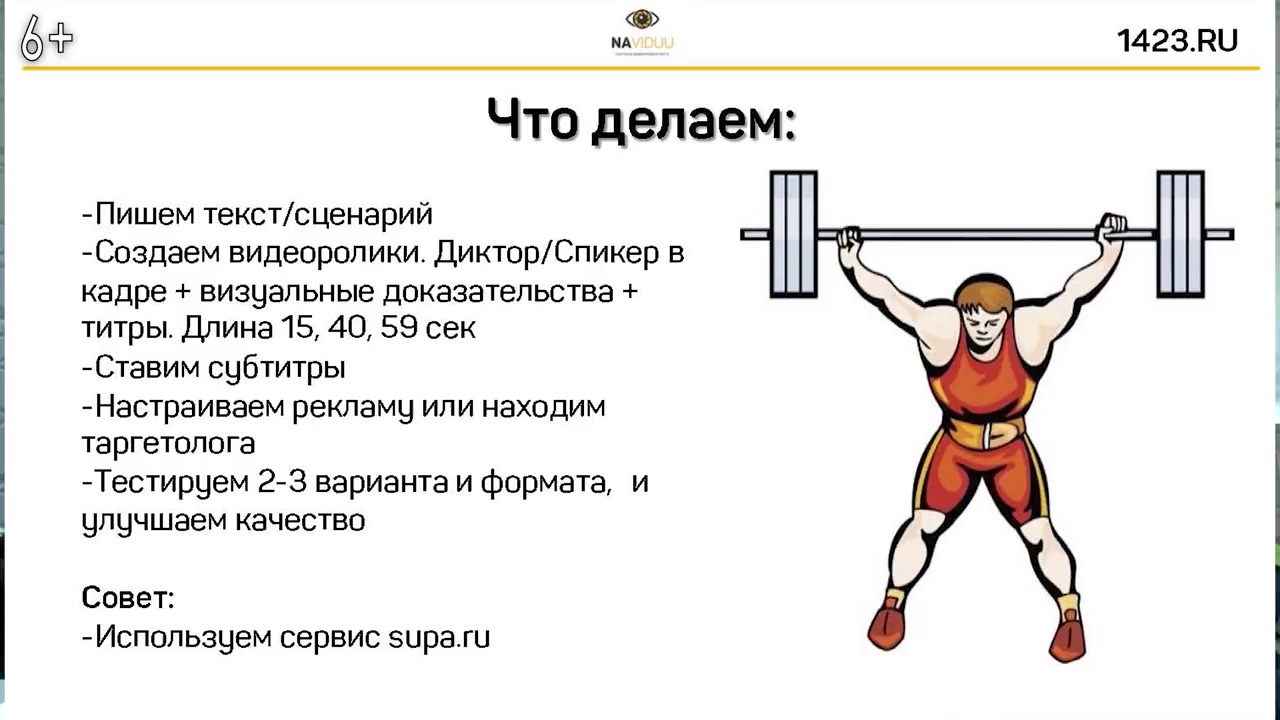 6+
NAVIDUU
1423.RU
Что делаем:
-Пишем текст/сценарий
-Создаем видеоролики. Диктор/Спикер в
кадре + визуальные доказательства +
титры. Длина 15, 40, 59 сек
-Ставим субтитры
-Настраиваем рекламу или находим
таргетолога
-Тестируем 2-3 варианта и формата, и
улучшаем качество
Совет:
-Используем сервис supa.ru